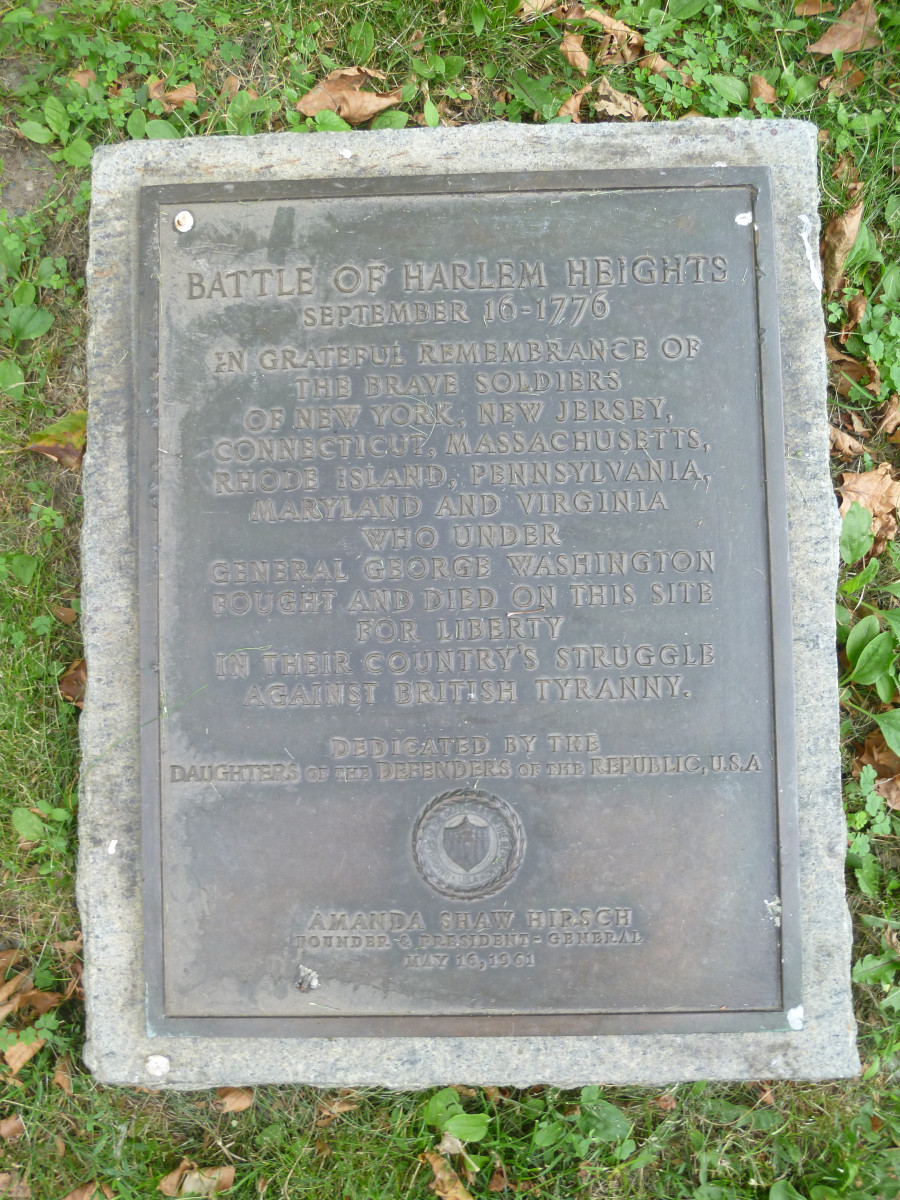 BATTLE OF HARLEM HEIGHTS
SEPTEMBER 16-1776
IN GRATEFUL REMEMBRANCE OF
THE BRAVE SOLDIERS
OF NEW YORK, NEW JERSEY,
CONNECTICUT, MASSACHUSETTS,
RHODE ISLAND, PENNSYLVANIA,
MARYLAND AND VIRGINIA
WHO UNDER
GENERAL GEORGE WASHINGTON
FOUGHT AND DIED ON THIS SITE
FOR LIBERTY
IN THEIR COUNTRY'S STRUGGLE
AGAINST BRITISH TYRANNY.
DEDICATED BY THE
DAUGHTERS OF THE DEFENDERS OF THE REPUBLIC, U.S.A
AMANDA SHAW HIRSCH
FOUNDER & PRESIDENT-GENERAL
MAY 16, 1961